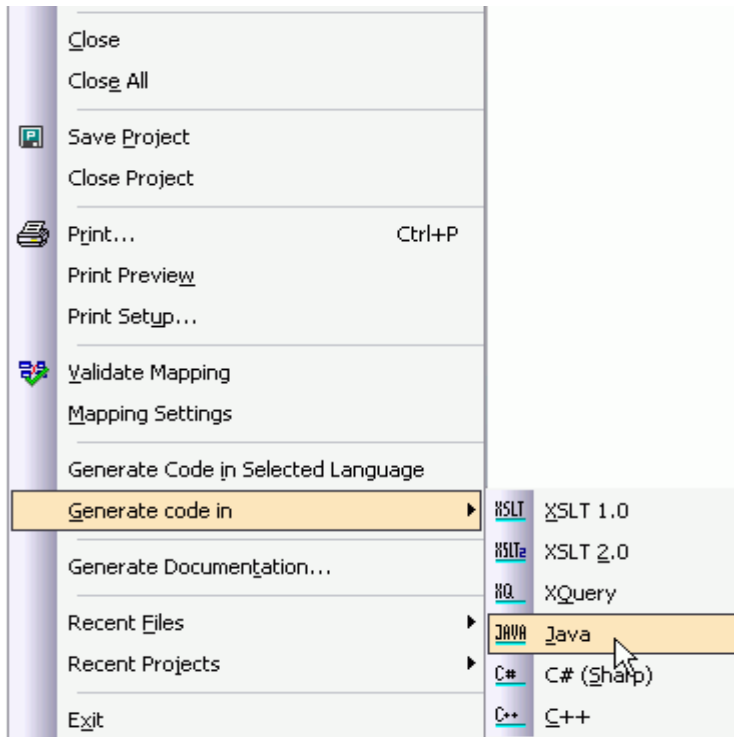 Close
Close All
Save Project
Close Project
Print... Ctrl+P
Print Preview
Print Setup...
Validate Mapping
Mapping Settings
Generate Code in Selected Language
Generate code in
XSLT XSLT 1.0
XSLT2 XSLT 2.0
XQ XQuery
JAVA Java
C# C# (Sharp)
C++ C++
Generate Documentation...
Recent Files
Recent Projects
Exit